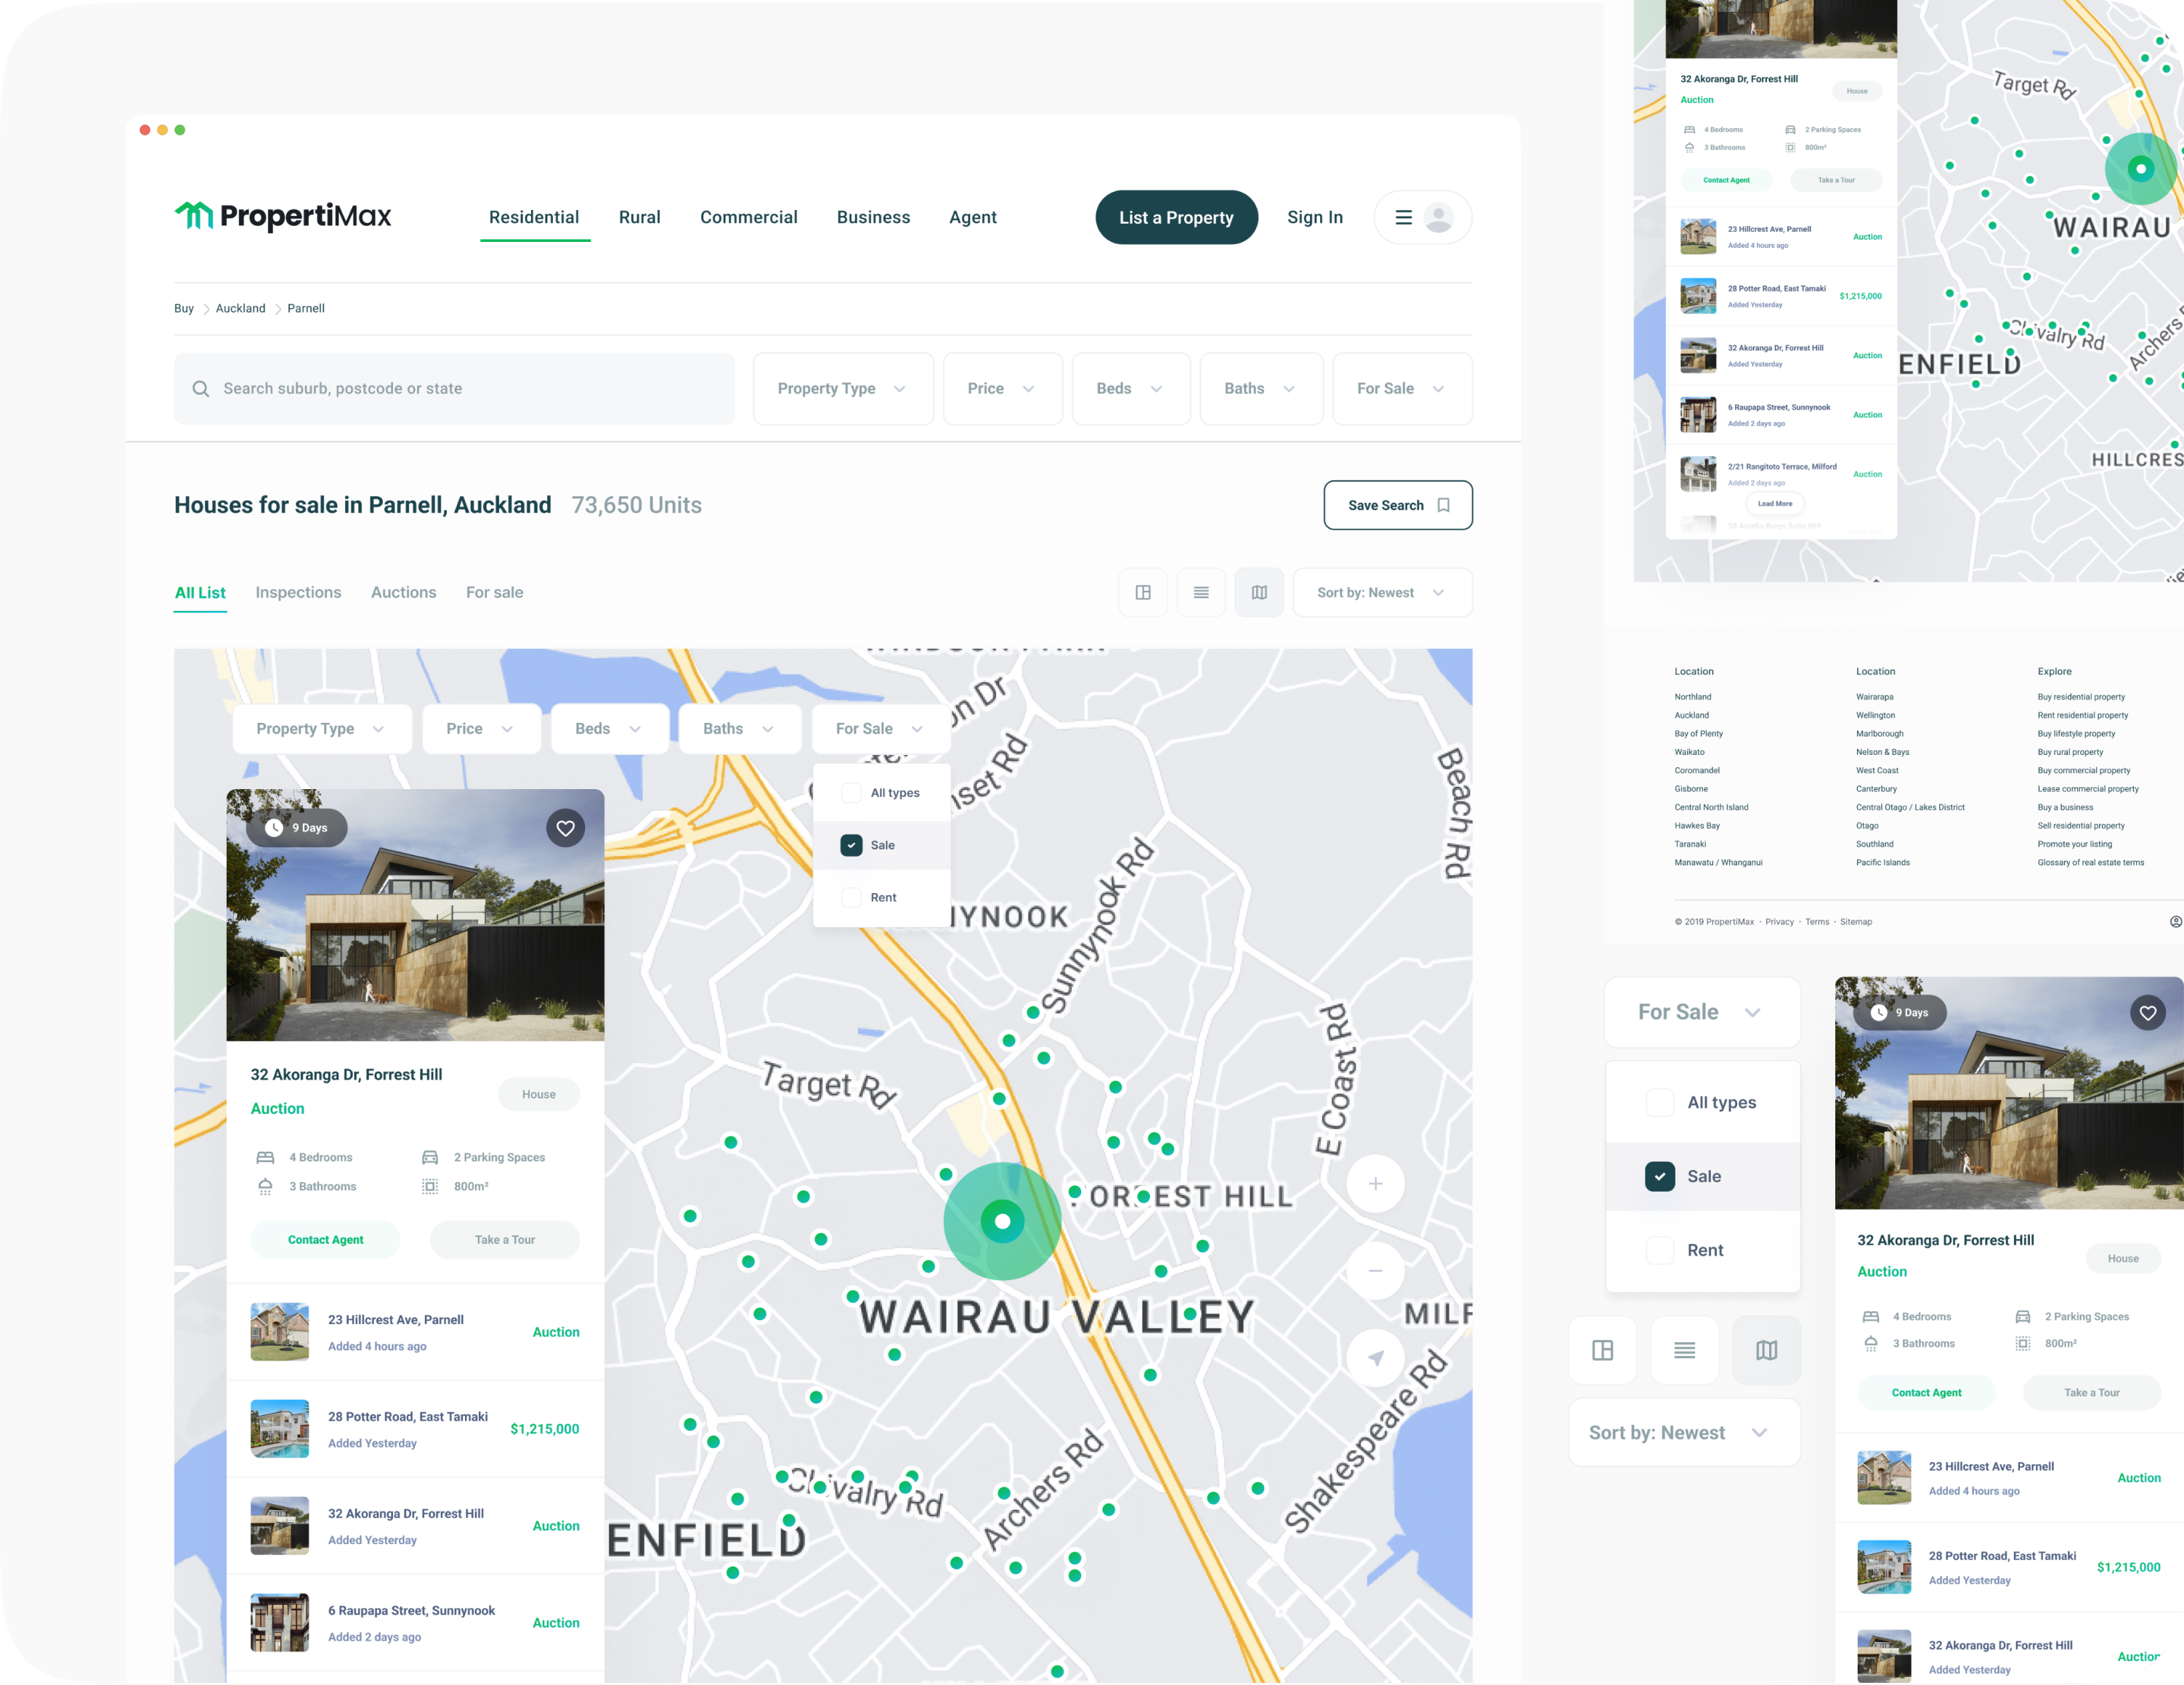 PropertiMax
Residential
Rural
Commercial
Business
Agent
List a Property
Sign In
Buy
Auckland
Parnell
Search suburb, postcode or state
Property Type
Price
Beds
Baths
For Sale
Houses for sale in Parnell, Auckland
73,650 Units
Save Search
All List
Inspections
Auctions
For sale
Sort by: Newest
Property Type
Price
Beds
Baths
For Sale
All types
Sale
Rent
9 Days
32 Akoranga Dr, Forrest Hill
Auction
House
4 Bedrooms
2 Parking Spaces
3 Bathrooms
800m²
Contact Agent
Take a Tour
23 Hillcrest Ave, Parnell
Added 4 hours ago
Auction
28 Potter Road, East Tamaki
Added Yesterday
$1,215,000
32 Akoranga Dr, Forrest Hill
Added Yesterday
Auction
6 Raupapa Street, Sunnynook
Added 2 days ago
Auction
Beach Rd
Sunnynook Rd
Target Rd
E Coast Rd
FORREST HILL
WAIRAU VALLEY
Chivalry Rd
Archers Rd
Shakespeare Rd
ENFIELD
MILF
32 Akoranga Dr, Forrest Hill
Auction
House
4 Bedrooms
2 Parking Spaces
3 Bathrooms
800m²
Contact Agent
Take a Tour
23 Hillcrest Ave, Parnell
Added 4 hours ago
Auction
28 Potter Road, East Tamaki
Added Yesterday
$1,215,000
32 Akoranga Dr, Forrest Hill
Added Yesterday
Auction
6 Raupapa Street, Sunnynook
Added 2 days ago
Auction
2/21 Rangitoto Terrace, Milford
Added 2 days ago
Auction
Load More
Target Rd
WAIRAU
Chivalry Rd
Archers
ENFIELD
HILLCRES
Location
Northland
Auckland
Bay of Plenty
Waikato
Coromandel
Gisborne
Central North Island
Hawkes Bay
Taranaki
Manawatu / Whanganui
Location
Wairarapa
Wellington
Marlborough
Nelson & Bays
West Coast
Canterbury
Central Otago / Lakes District
Otago
Southland
Pacific Islands
Explore
Buy residential property
Rent residential property
Buy lifestyle property
Buy rural property
Buy commercial property
Lease commercial property
Buy a business
Sell residential property
Promote your listing
Glossary of real estate terms
© 2019 PropertiMax · Privacy · Terms · Sitemap
For Sale
All types
Sale
Rent
Sort by: Newest
9 Days
32 Akoranga Dr, Forrest Hill
Auction
House
4 Bedrooms
2 Parking Spaces
3 Bathrooms
800m²
Contact Agent
Take a Tour
23 Hillcrest Ave, Parnell
Added 4 hours ago
Auction
28 Potter Road, East Tamaki
Added Yesterday
$1,215,000
32 Akoranga Dr, Forrest Hill
Added Yesterday
Auction